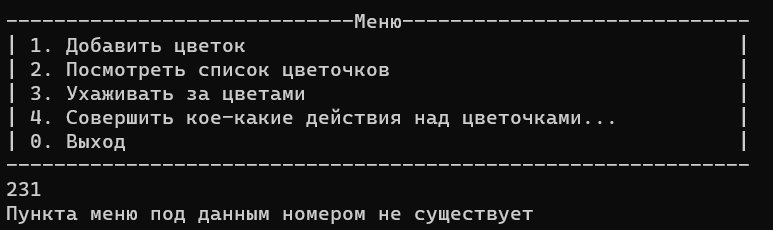 -----------------------------Меню-----------------------------
| 1. Добавить цветок |
| 2. Посмотреть список цветочков |
| 3. Ухаживать за цветами |
| 4. Совершить кое-какие действия над цветочками... |
| 0. Выход |
--------------------------------------------------------------
231
Пункта меню под данным номером не существует